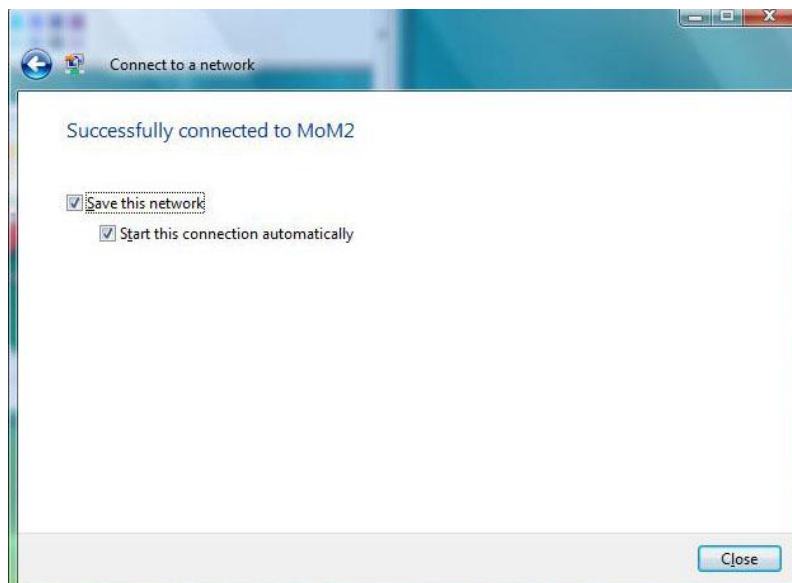 Connect to a network
Successfully connected to MoM2
Save this network
Start this connection automatically
Close